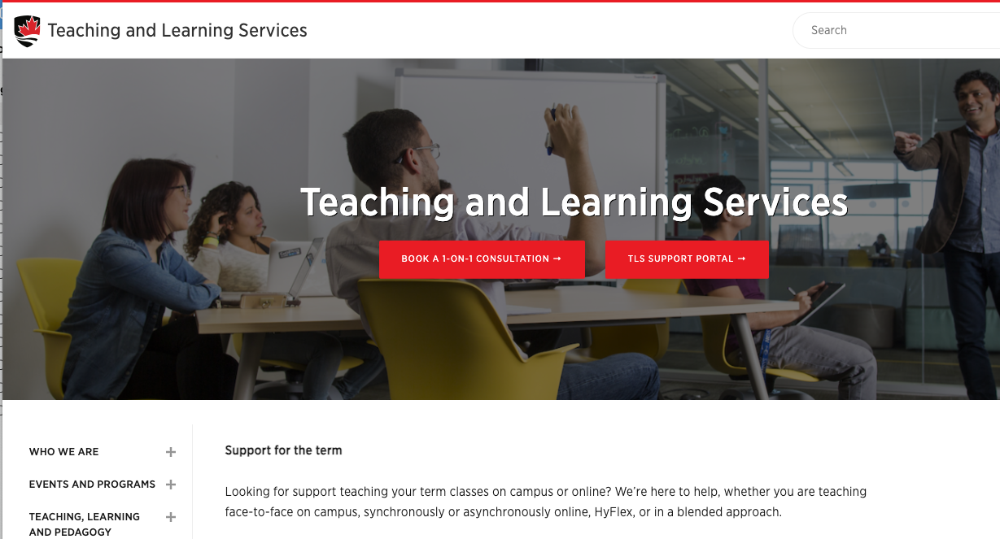 Teaching and Learning Services
Search
Teaching and Learning Services
BOOK A 1-ON-1 CONSULTATION →
TLS SUPPORT PORTAL →
WHO WE ARE
EVENTS AND PROGRAMS
TEACHING, LEARNING
AND PEDAGOGY
Support for the term
Looking for support teaching your term classes on campus or online? We’re here to help, whether you are teaching
face-to-face on campus, synchronously or asynchronously online, HyFlex, or in a blended approach.